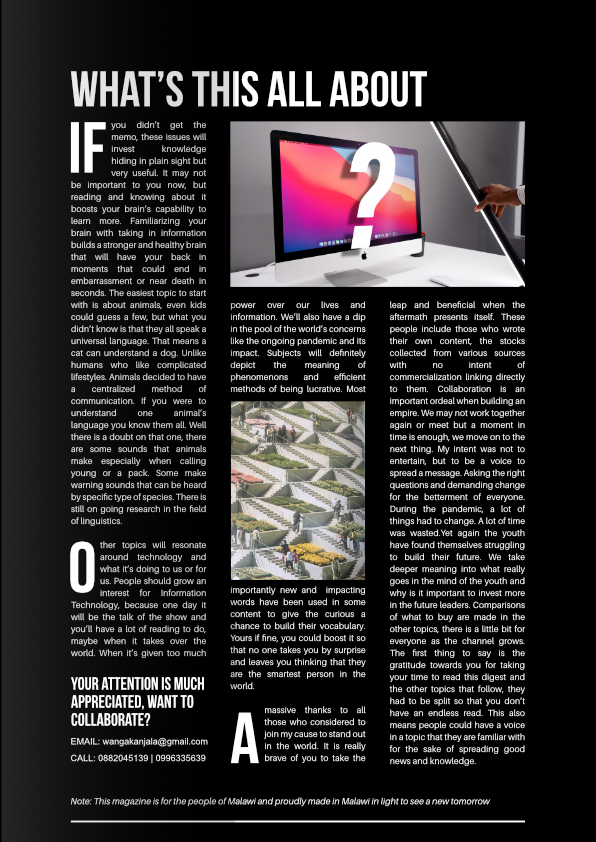 WHAT'S THIS ALL ABOUT
IF you didn't get the
memo, these issues will
invest knowledge
hiding in plain sight but
very useful. It may not
be important to you now, but
reading and knowing about it
boosts your brain's capability to
learn more. Familiarizing your
brain with taking in information
builds a stronger and healthy brain
that will have your back in
moments that could end in
embarrassment or near death in
seconds. The easiest topic to start
with is about animals, even kids
could guess a few, but what you
didn't know is that they all speak a
universal language. That means a
cat can understand a dog. Unlike
humans who like complicated
lifestyles. Animals decided to have
a centralized method of
communication. If you were to
understand one animal's
language you know them all. Well
there is a doubt on that one, there
are some sounds that animals
make especially when calling
young or a pack. Some make
warning sounds that can be heard
by specific type of species. There is
still on going research in the field
of linguistics.
Other topics will resonate
around technology and
what it's doing to us or for
us. People should grow an
interest for Information
Technology, because one day it
will be the talk of the show and
you'll have a lot of reading to do,
maybe when it takes over the
world. When it's given too much
YOUR ATTENTION IS MUCH
APPRECIATED, WANT TO
COLLABORATE?
EMAIL: wangakanjala@gmail.com
CALL: 0882045139 | 0996335639
?
power over our lives and
information. We'll also have a dip
in the pool of the world's concerns
like the ongoing pandemic and its
impact. Subjects will definitely
depict the meaning of
phenomenons and efficient
methods of being lucrative. Most
importantly new and impacting
words have been used in some
content to give the curious a
chance to build their vocabulary.
Yours if fine, you could boost it so
that no one takes you by surprise
and leaves you thinking that they
are the smartest person in the
world.
A massive thanks to all
those who considered to
join my cause to stand out
in the world. It is really
brave of you to take the
leap and beneficial when the
aftermath presents itself. These
people include those who wrote
their own content, the stocks
collected from various sources
with no intent of
commercialization linking directly
to them. Collaboration is an
important ordeal when building an
empire. We may not work together
again or meet but a moment in
time is enough, we move on to the
next thing. My intent was not to
entertain, but to be a voice to
spread a message. Asking the right
questions and demanding change
for the betterment of everyone.
During the pandemic, a lot of
things had to change. A lot of time
was wasted.Yet again the youth
have found themselves struggling
to build their future. We take
deeper meaning into what really
goes in the mind of the youth and
why is it important to invest more
in the future leaders. Comparisons
of what to buy are made in the
other topics, there is a little bit for
everyone as the channel grows.
The first thing to say is the
gratitude towards you for taking
your time to read this digest and
the other topics that follow, they
had to be split so that you don't
have an endless read. This also
means people could have a voice
in a topic that they are familiar with
for the sake of spreading good
news and knowledge.
Note: This magazine is for the people of Malawi and proudly made in Malawi in light to see a new tomorrow